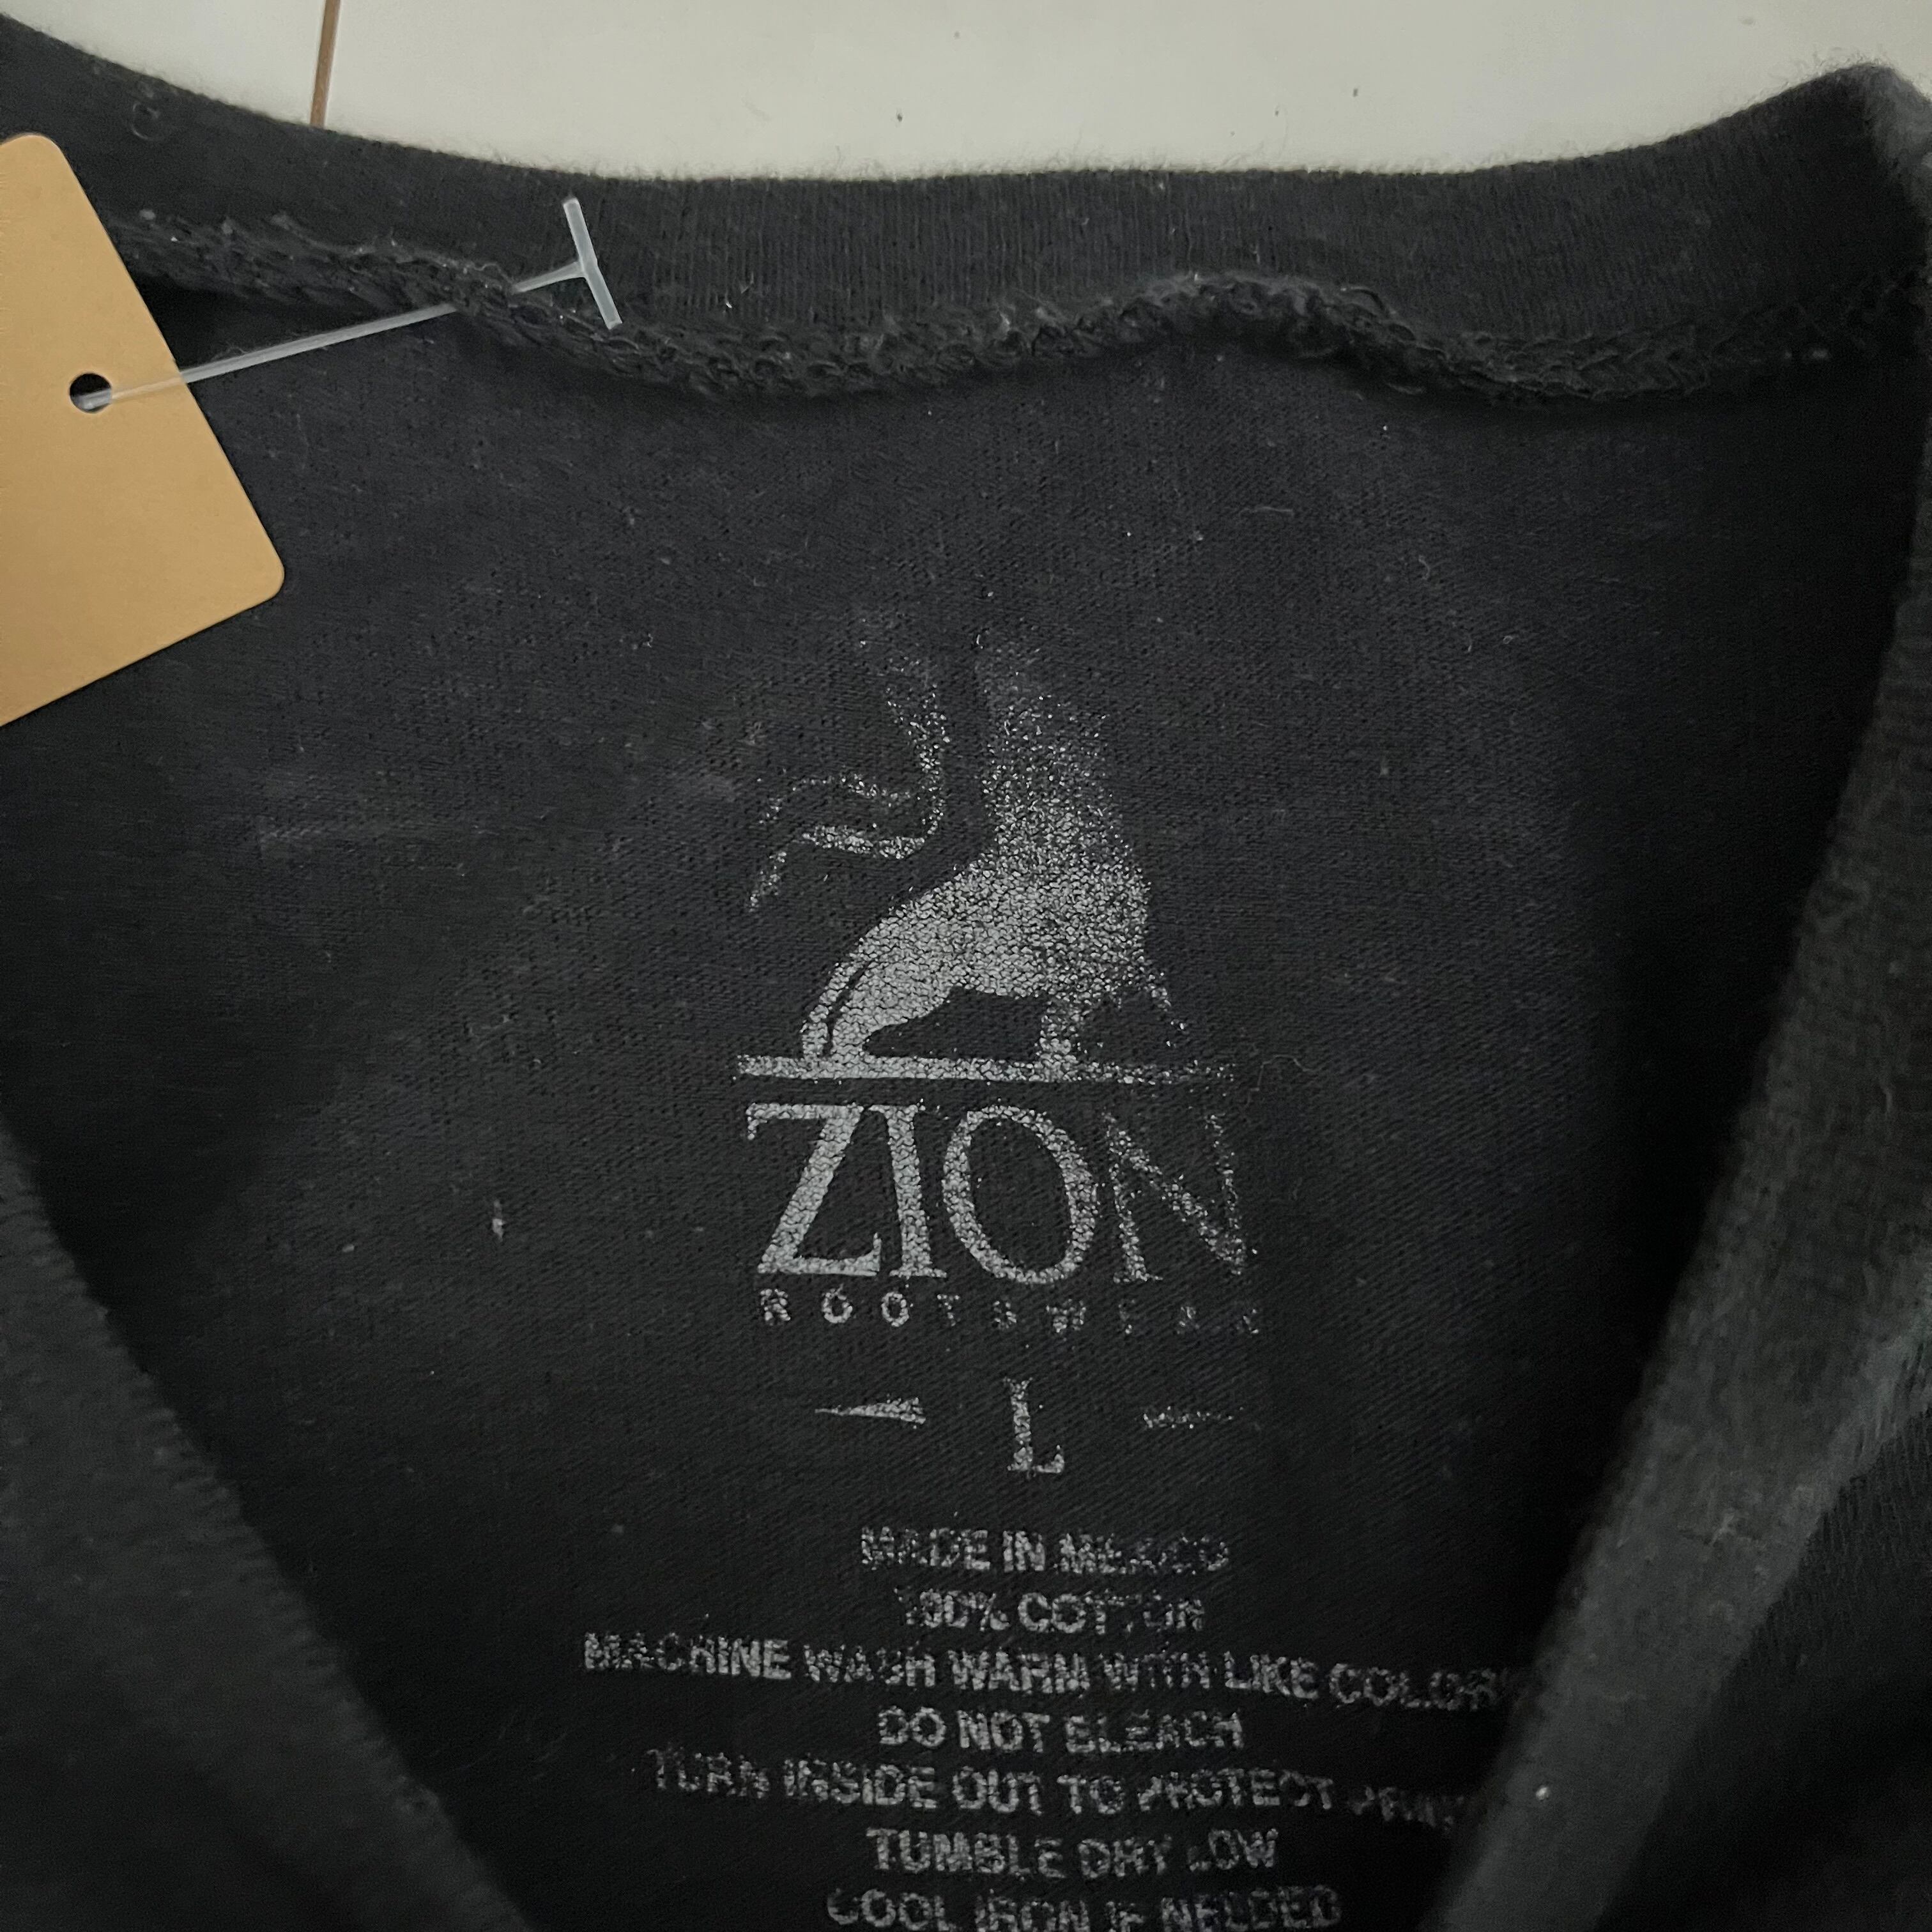 ZION
ROOTSWEAR
L
MADE IN MEXICO
100% COTTON
MACHINE WASH WARM WITH LIKE COLORS
DO NOT BLEACH
TURN INSIDE OUT TO PROTECT PRINT
TUMBLE DRY LOW
COOL IRON IF NEEDED